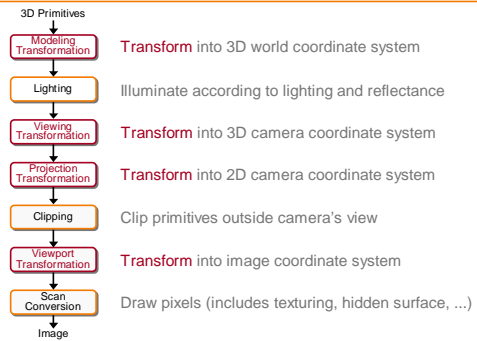 3D Primitives
Modeling
Transformation
Transform into 3D world coordinate system
Lighting
Illuminate according to lighting and reflectance
Viewing
Transformation
Transform into 3D camera coordinate system
Projection
Transformation
Transform into 2D camera coordinate system
Clipping
Clip primitives outside camera's view
Viewport
Transformation
Transform into image coordinate system
Scan
Conversion
Draw pixels (includes texturing, hidden surface, ...)
Image